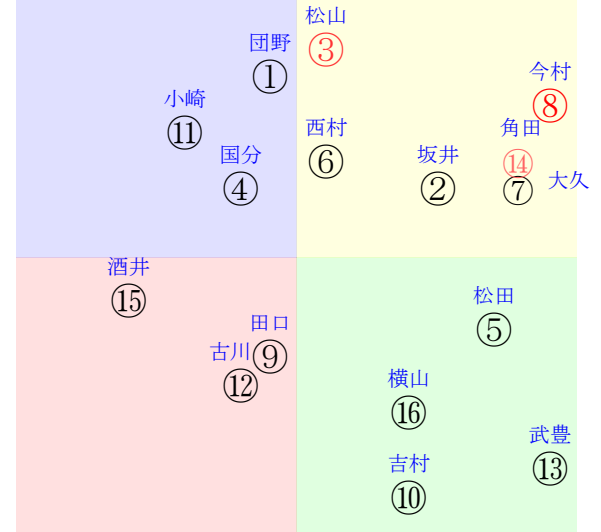 松山
③
団野
①
今村
⑧
小崎
⑪
西村
⑥
角田
⑭
国分
④
坂井
②
大久
⑦
酒井
⑮
松田
⑤
田口
⑨
古川
⑫
横山
⑯
武豊
⑬
吉村
⑩